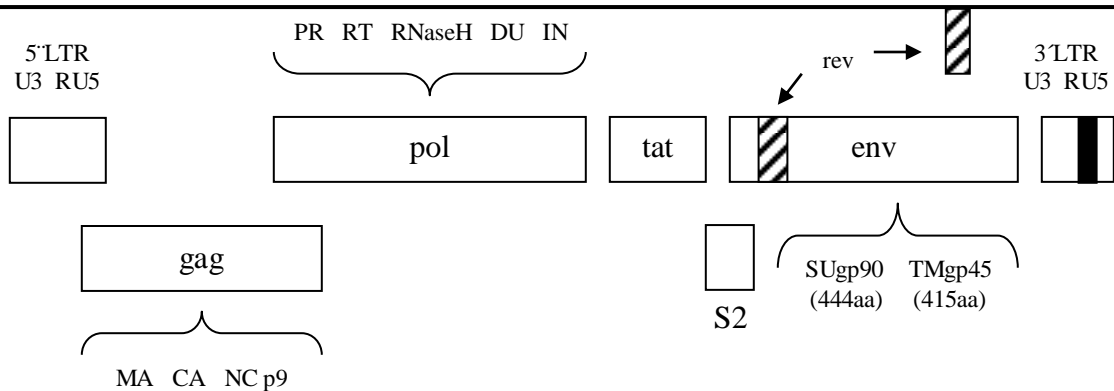 PR RT RNaseH DU IN
5¨LTR
U3 RU5
rev
3´LTR
U3 RU5
pol
tat
env
gag
S2
SUgp90 TMgp45
(444aa) (415aa)
MA CA NC p9